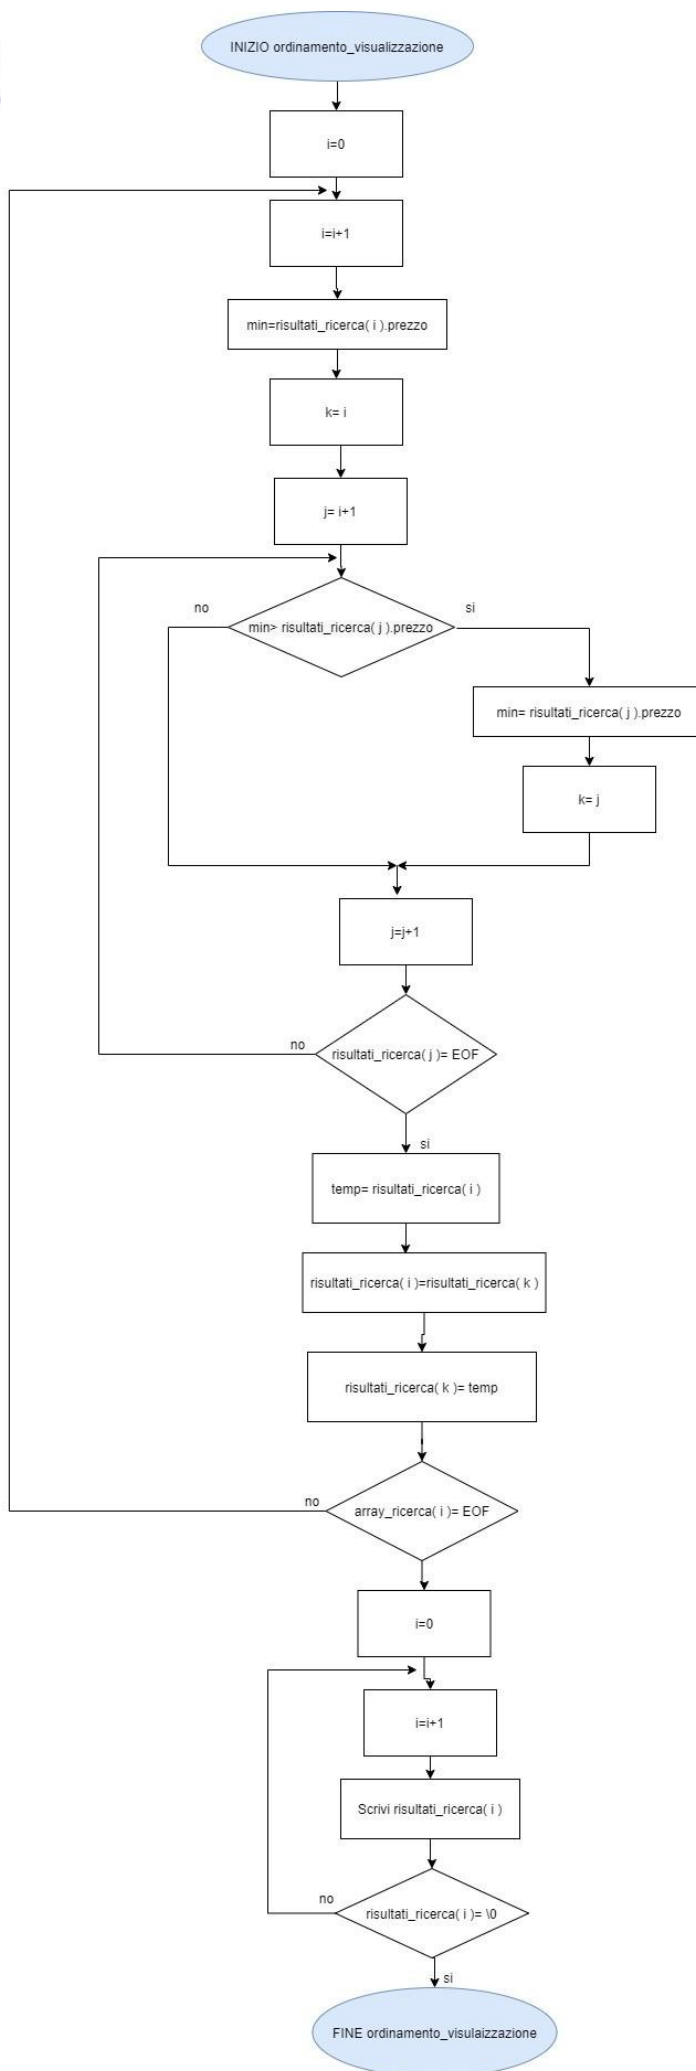 INIZIO ordinamento_visualizzazione
i=0
i=i+1
min=risultati_ricerca( i ).prezzo
k= i
j= i+1
no
si
min> risultati_ricerca( j ).prezzo
min= risultati_ricerca( j ).prezzo
k= j
j=j+1
no
risultati_ricerca( j )= EOF
si
temp= risultati_ricerca( i )
risultati_ricerca( i )=risultati_ricerca( k )
risultati_ricerca( k )= temp
no
array_ricerca( i )= EOF
i=0
i=i+1
Scrivi risultati_ricerca( i )
no
risultati_ricerca( i )= \0
si
FINE ordinamento_visulaizzazione